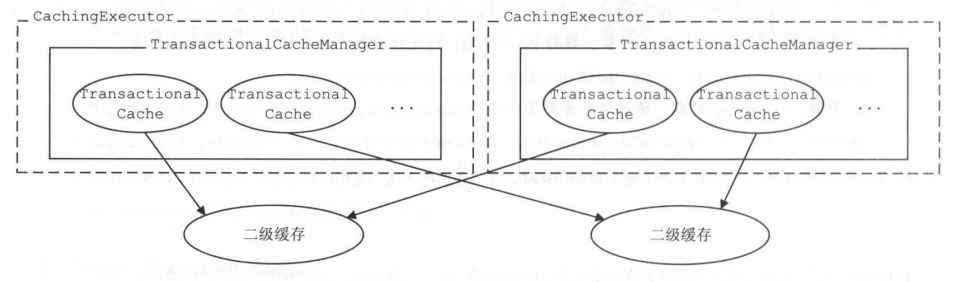 CachingExecutor
TransactionalCacheManager
Transactional
Cache
Transactional
Cache
...
CachingExecutor
TransactionalCacheManager
Transactional
Cache
Transactional
Cache
...
二级缓存
二级缓存